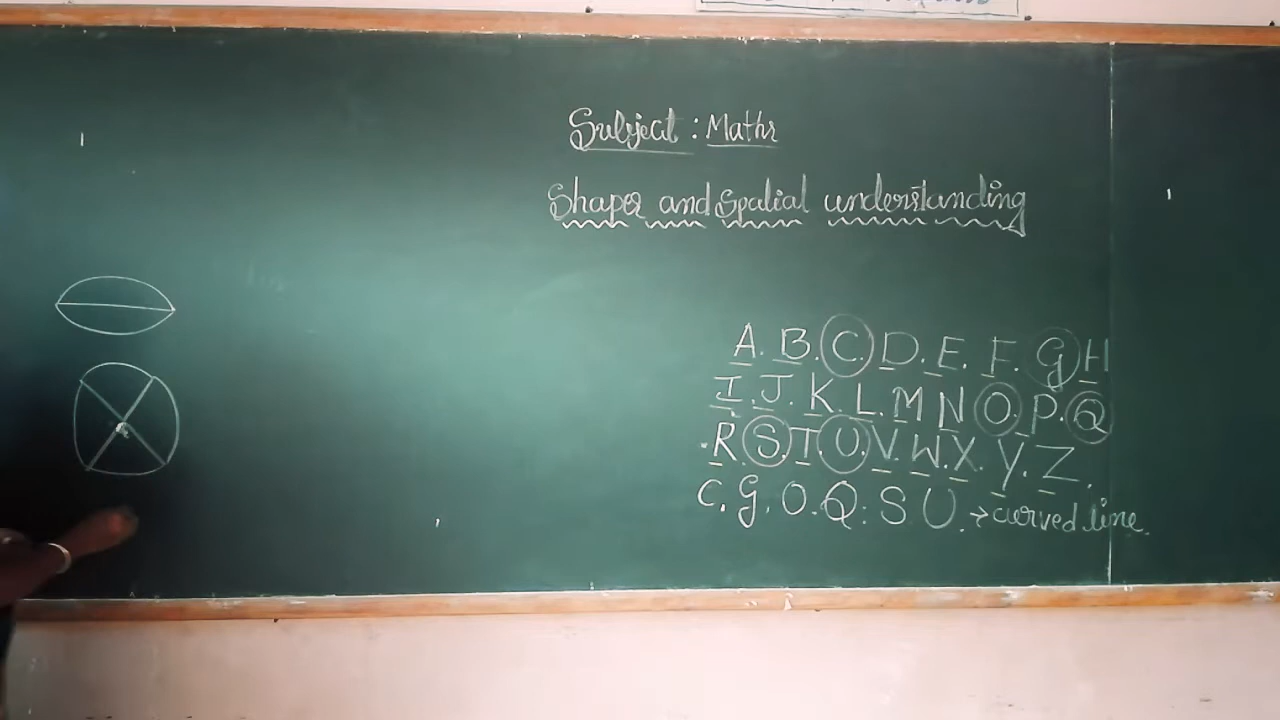 Subject : Maths
Shapes and Spatial understanding
A. B. C. D. E. F. G H
I. J. K. L. M N O. P. Q
R S. T. U. V. W. X. Y. Z.
C. G. O. Q. S U. → curved line.